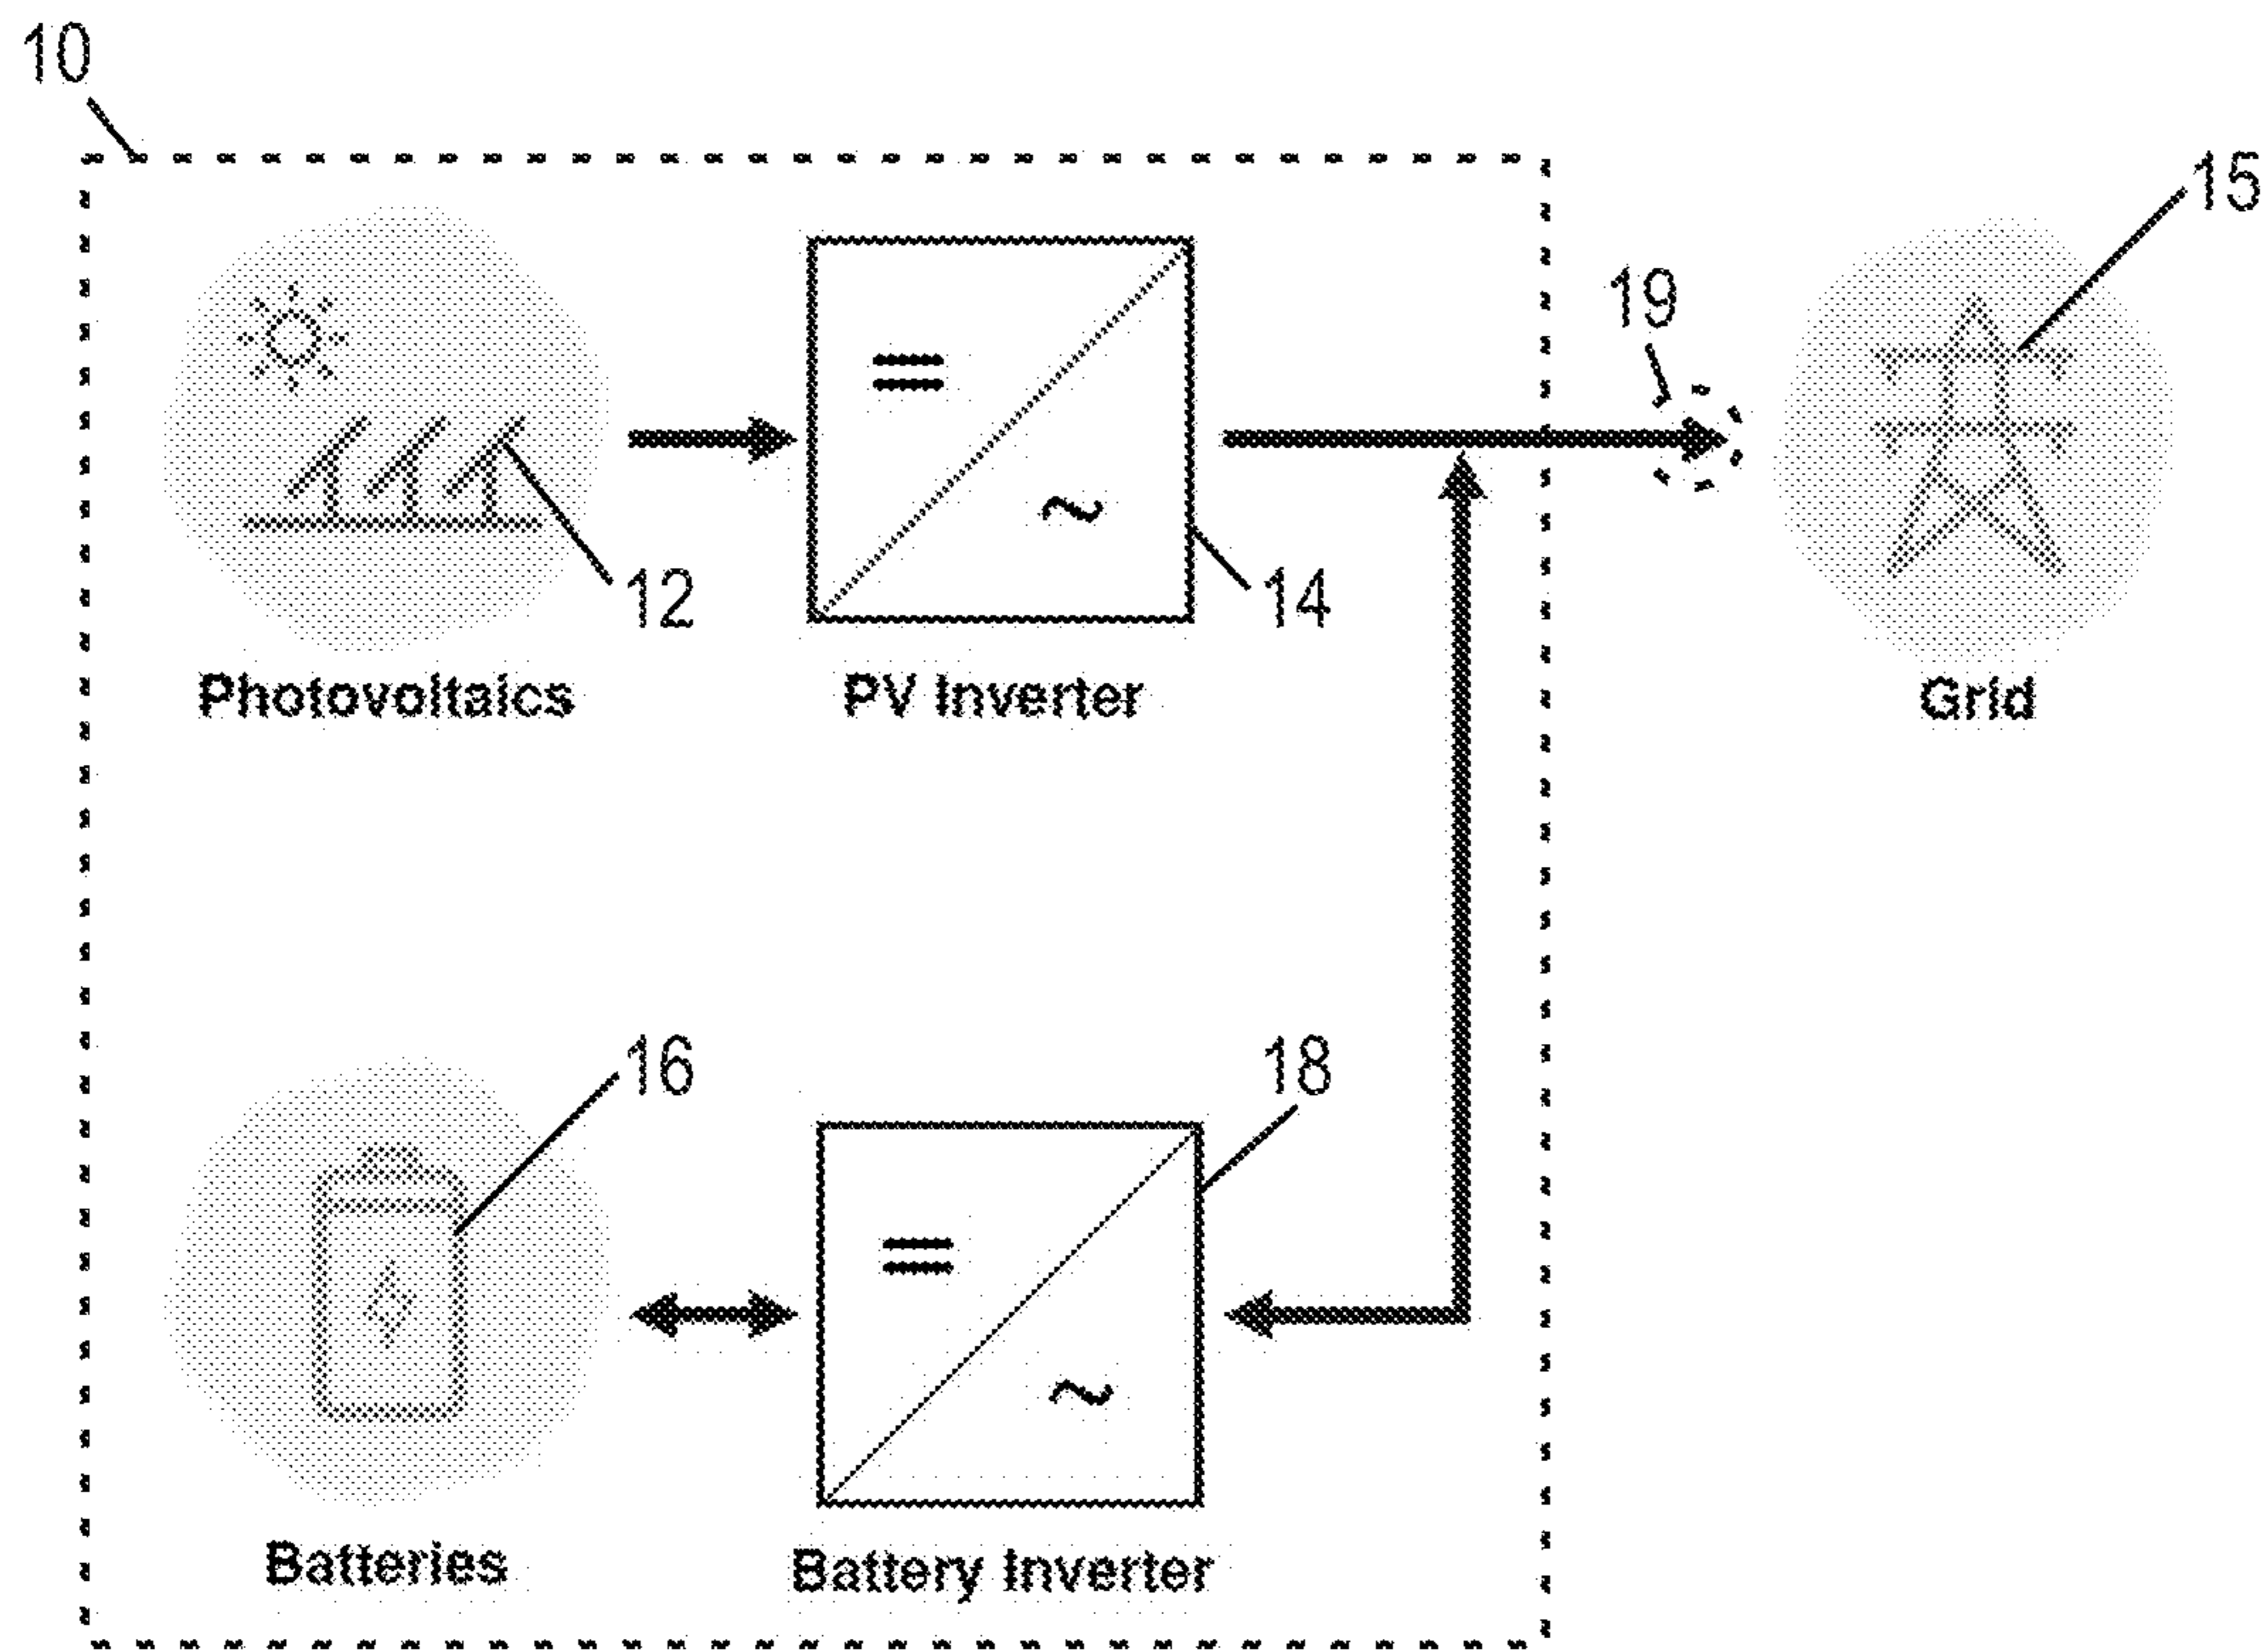 10
15
19
12
14
Photovoltaics
PV Inverter
Grid
16
18
Batteries
Battery Inverter